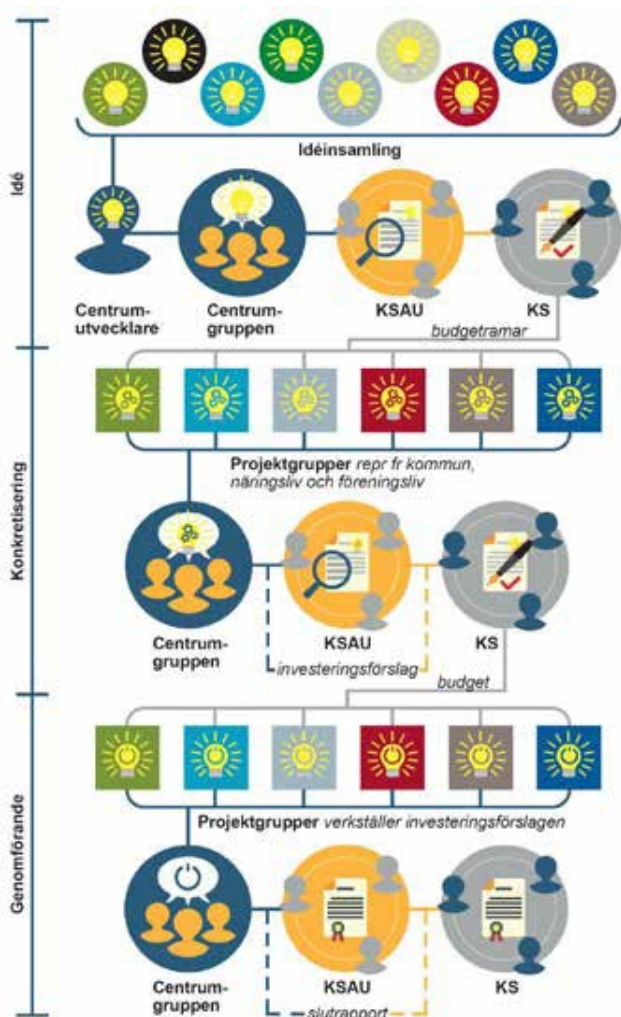 Idé
Idéinsamling
Centrum-
utvecklare
Centrum-
gruppen
KSAU
KS
budgetramar
Konkretisering
Projektgrupper repr fr kommun,
näringsliv och föreningsliv
Centrum-
gruppen
KSAU
KS
investeringsförslag
budget
Genomförande
Projektgrupper verkställer investeringsförslagen
Centrum-
gruppen
KSAU
KS
slutrapport